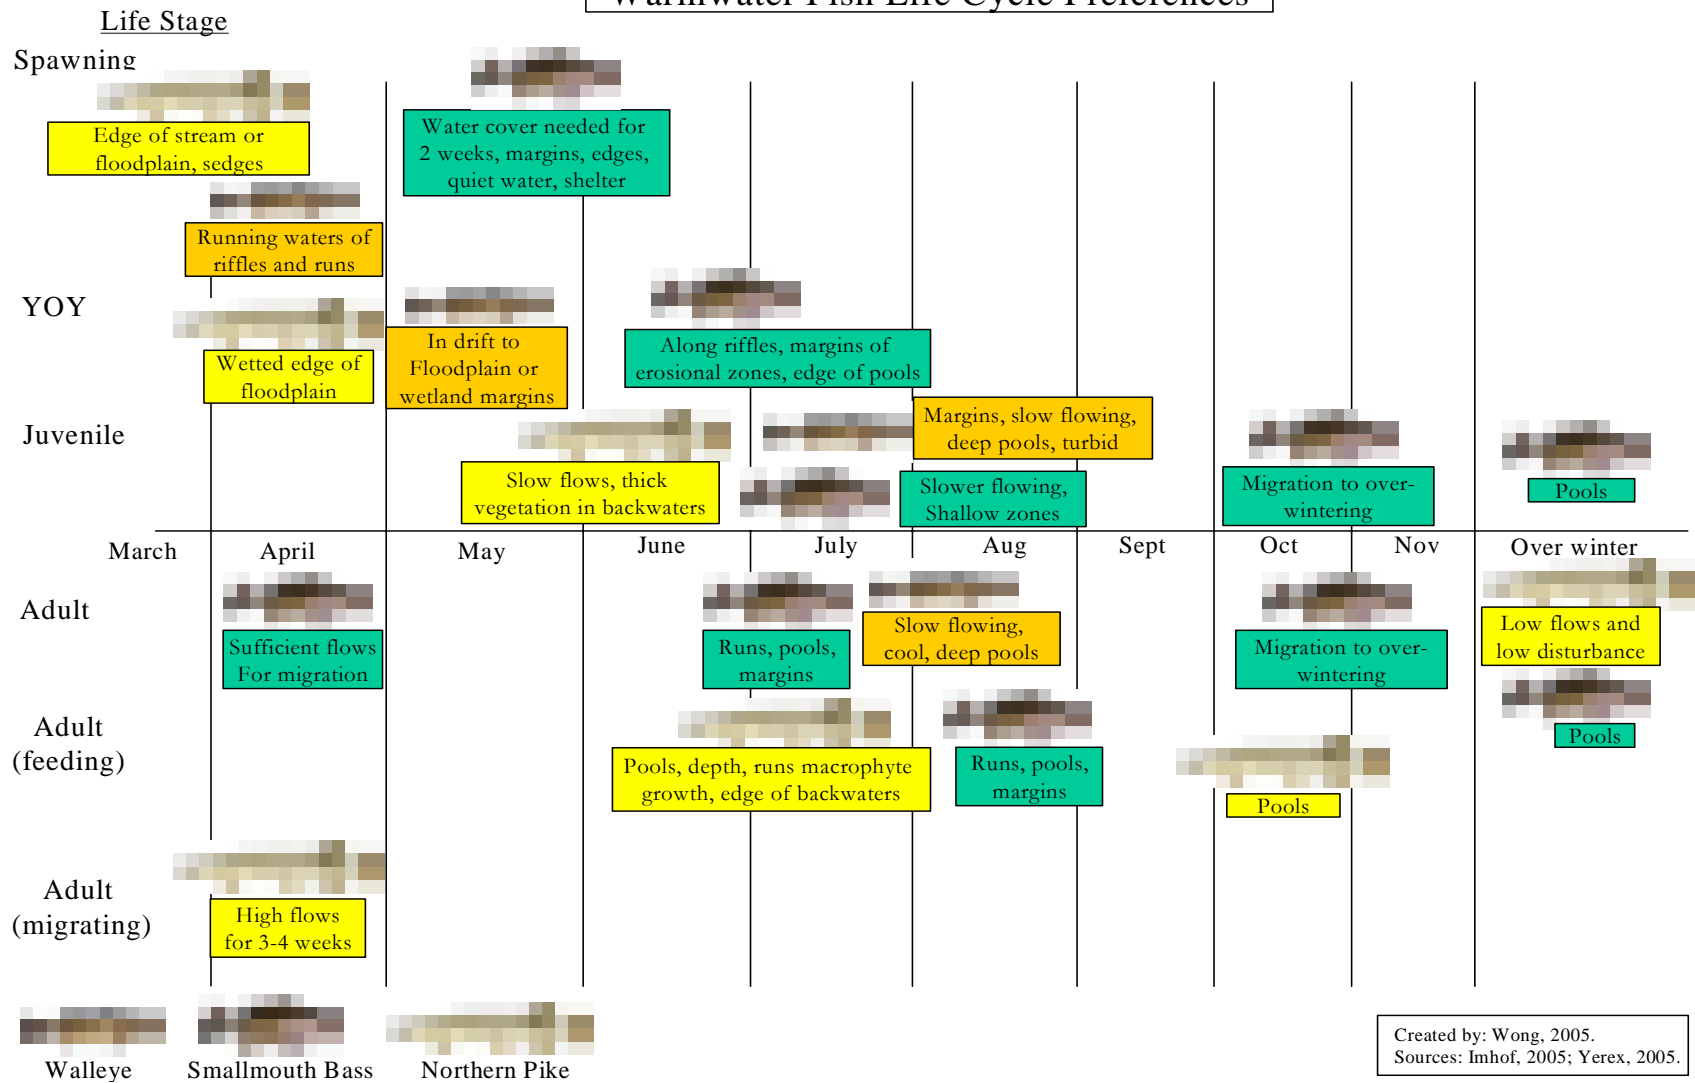 Warmwater Fish Life Cycle Preferences
Life Stage
Spawning
Edge of stream or
floodplain, sedges
Water cover needed for
2 weeks, margins, edges,
quiet water, shelter
Running waters of
riffles and runs
YOY
Wetted edge of
floodplain
In drift to
Floodplain or
wetland margins
Along riffles, margins of
erosional zones, edge of pools
Juvenile
Slow flows, thick
vegetation in backwaters
Margins, slow flowing,
deep pools, turbid
Slower flowing,
Shallow zones
Migration to over-
wintering
Pools
March
April
May
June
July
Aug
Sept
Oct
Nov
Over winter
Adult
Sufficient flows
For migration
Runs, pools,
margins
Slow flowing,
cool, deep pools
Migration to over-
wintering
Low flows and
low disturbance
Pools
Adult
(feeding)
Pools, depth, runs macrophyte
growth, edge of backwaters
Runs, pools,
margins
Pools
Adult
(migrating)
High flows
for 3-4 weeks
Walleye
Smallmouth Bass
Northern Pike
Created by: Wong, 2005.
Sources: Imhof, 2005; Yerex, 2005.